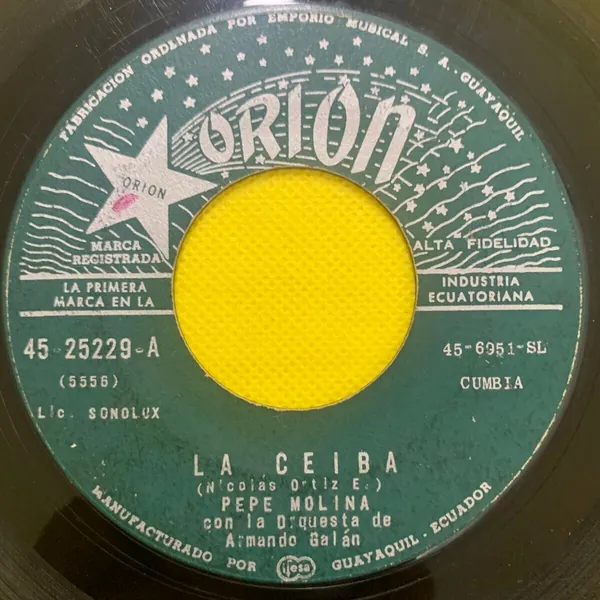 FABRICACION ORDENADA POR EMPORIO MUSICAL S. A. - GUAYAQUIL
ORION
ORION
MARCA
REGISTRADA
ALTA FIDELIDAD
LA PRIMERA
MARCA EN LA
INDUSTRIA
ECUATORIANA
45-25229-A
45-6951-SL
(5556)
CUMBIA
Lic. SONOLUX
LA CEIBA
(Nicolás Ortiz E.)
PEPE MOLINA
con la Orquesta de
Armando Galán
MANUFACTURADO POR ifesa GUAYAQUIL - ECUADOR